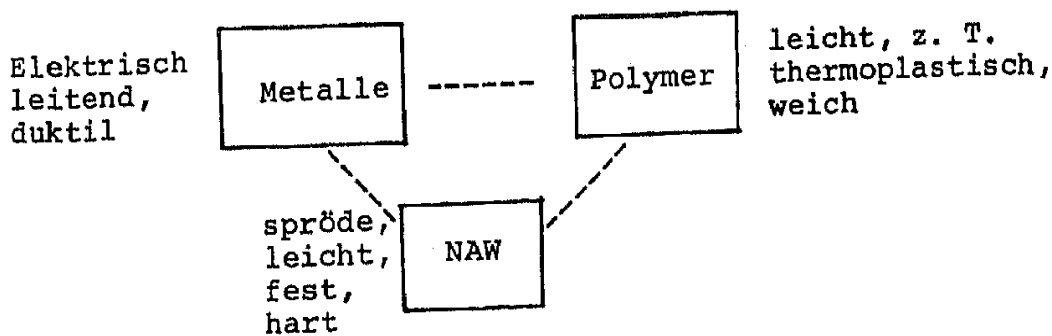 Elektrisch
leitend,
duktil
Metalle
Polymer
leicht, z. T.
thermoplastisch,
weich
spröde,
leicht,
fest,
hart
NAW